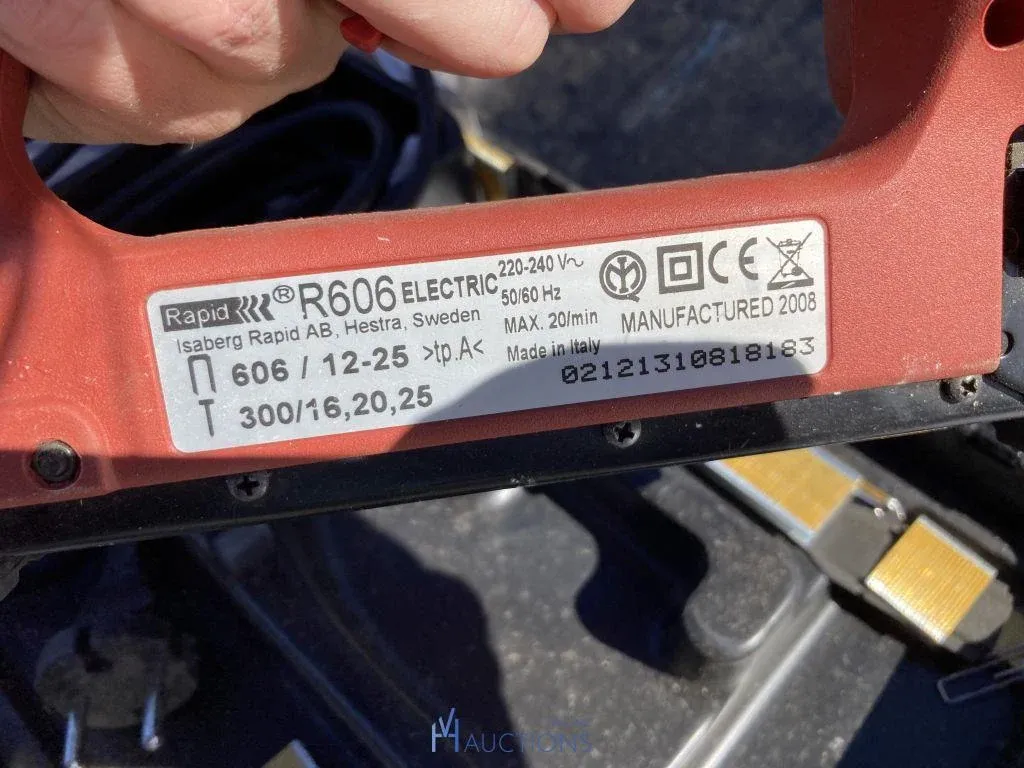 Rapid ® R606 ELECTRIC 220-240 V~
Isaberg Rapid AB, Hestra, Sweden 50/60 Hz
606 / 12-25 >tp.A< MAX. 20/min MANUFACTURED 2008
300/16,20,25 Made in Italy
02121310818183
AUCTIONS